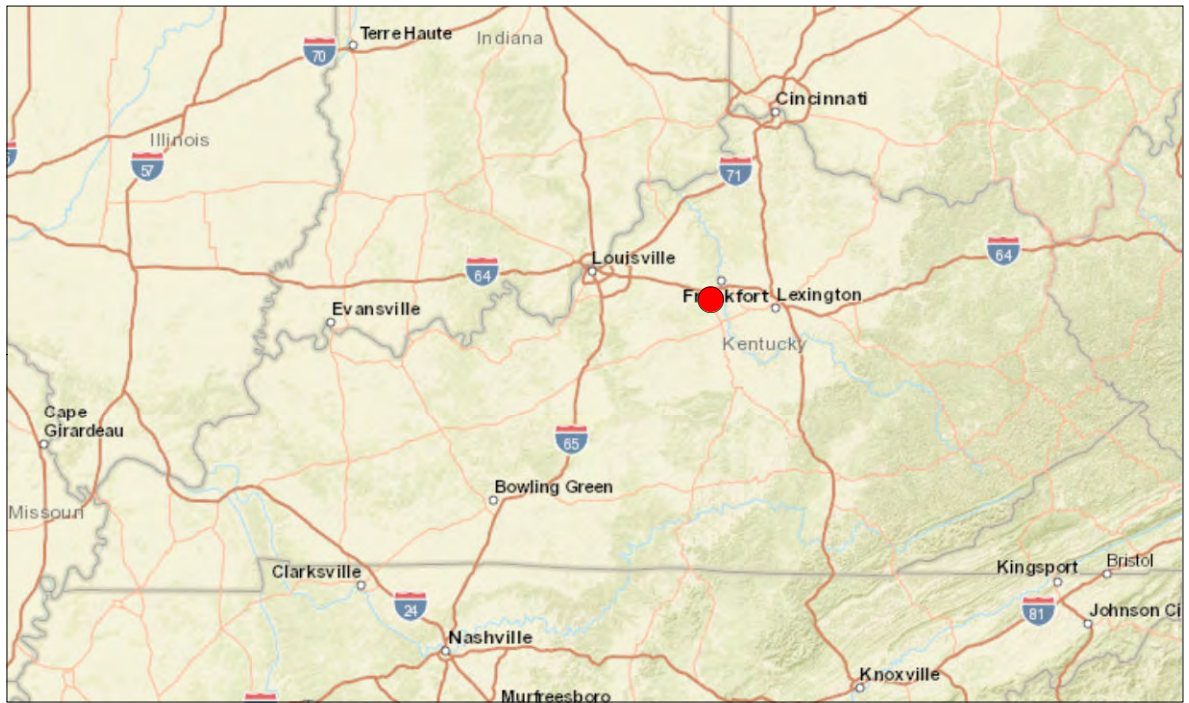 Terre Haute
Indiana
70
Cincinnati
Illinois
57
71
Louisville
64
64
Frankfort
Lexington
Evansville
Kentucky
Cape
Girardeau
65
Bowling Green
Missouri
Clarksville
Kingsport
Bristol
24
81
Johnson Ci
Nashville
Knoxville
Murfreesboro